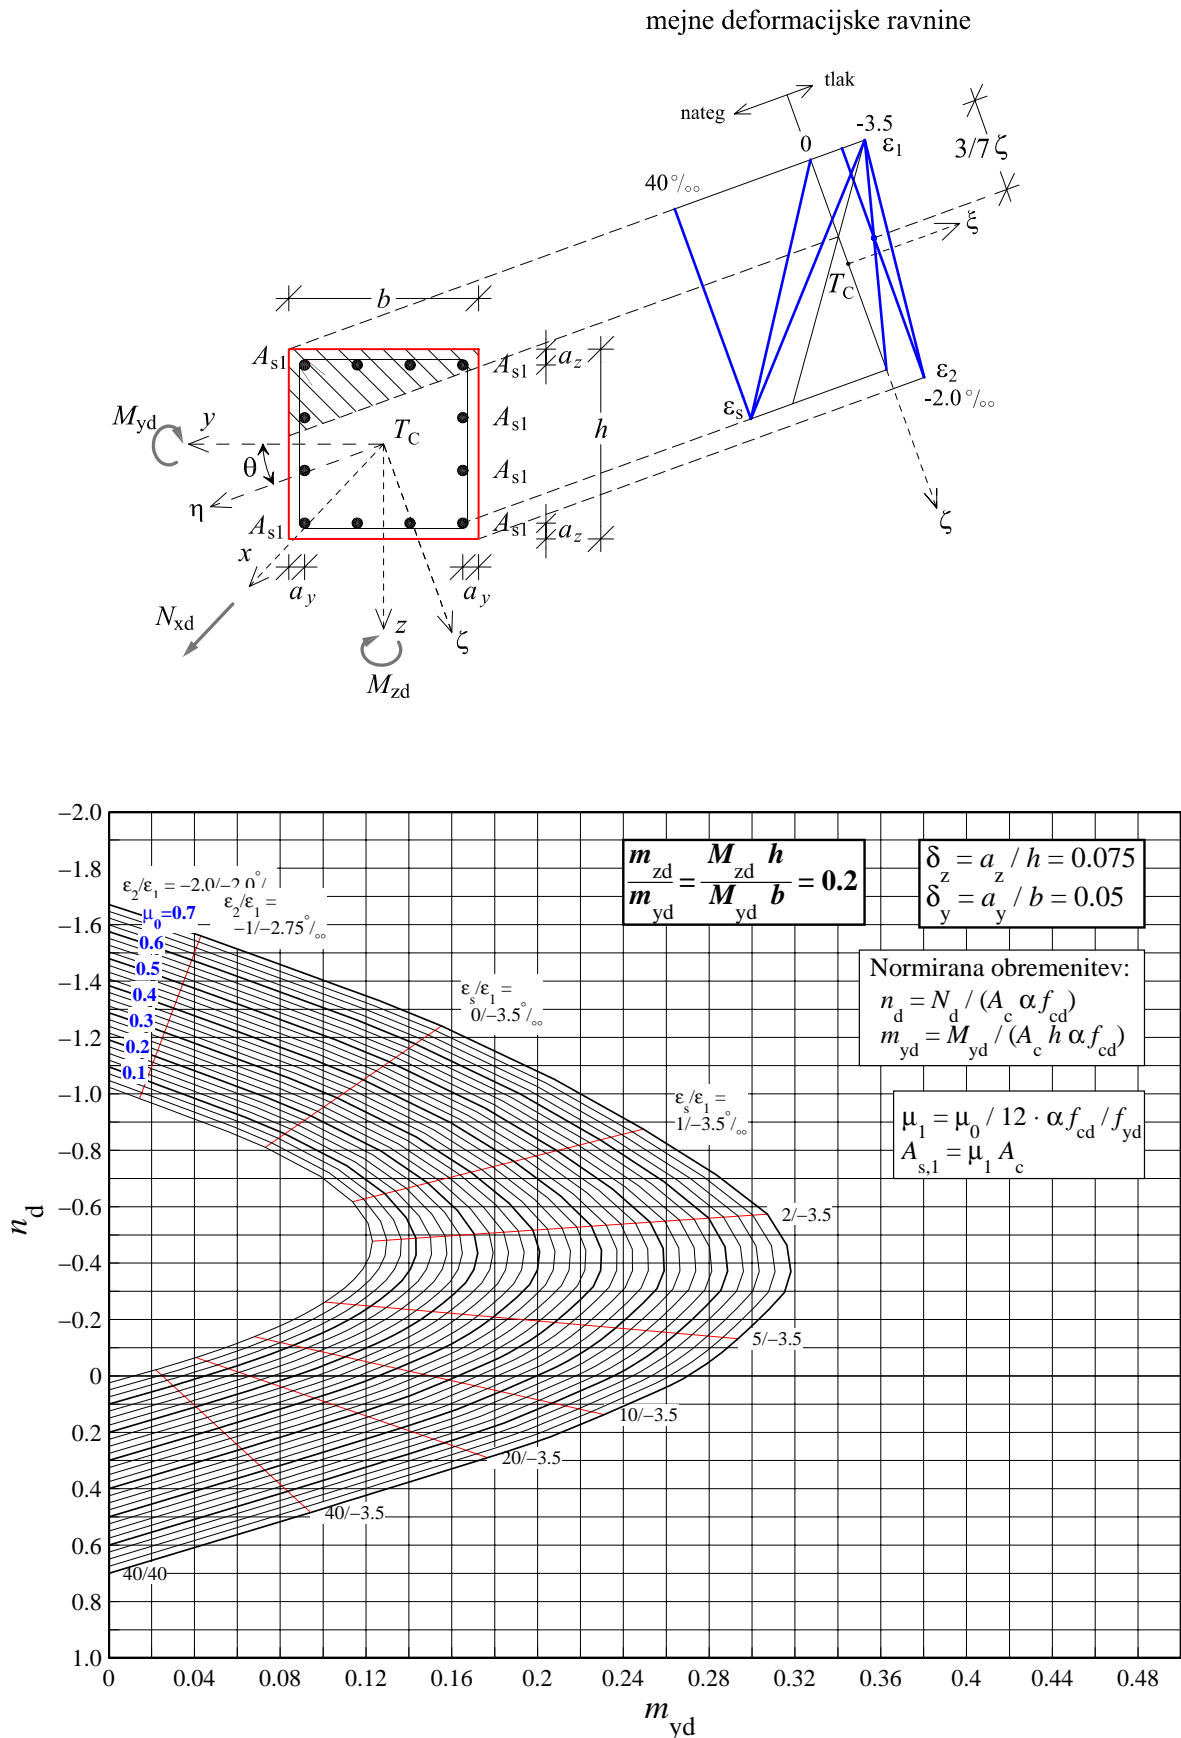 mejne deformacijske ravnine
tlak
nateg
-3.5
0
ε1
3/7 ζ
40 °/∞
ξ
TC
b
As1
As1
az
Myd
y
TC
As1
h
εs
ε2
-2.0 °/∞
θ
As1
η
As1
As1
az
ζ
x
ay
ay
Nxd
z
ζ
Mzd
−2.0
−1.8
−1.6
−1.4
−1.2
−1.0
−0.8
−0.6
−0.4
−0.2
0
0.2
0.4
0.6
0.8
1.0
nd
ε2/ε1 = −2.0/−2.0°/
μ0=0.7
0.6
0.5
0.4
0.3
0.2
0.1
ε2/ε1 =
−1/−2.75°/∞
εs/ε1 =
0/−3.5°/∞
εs/ε1 =
1/−3.5°/∞
2/−3.5
5/−3.5
10/−3.5
20/−3.5
40/−3.5
40/40
mzd / myd = Mzd h / Myd b = 0.2
δz = az / h = 0.075
δy = ay / b = 0.05
Normirana obremenitev:
nd = Nd / (Ac α fcd)
myd = Myd / (Ac h α fcd)
μ1 = μ0 / 12 · α fcd / fyd
As,1 = μ1 Ac
0 0.04 0.08 0.12 0.16 0.2 0.24 0.28 0.32 0.36 0.4 0.44 0.48
myd